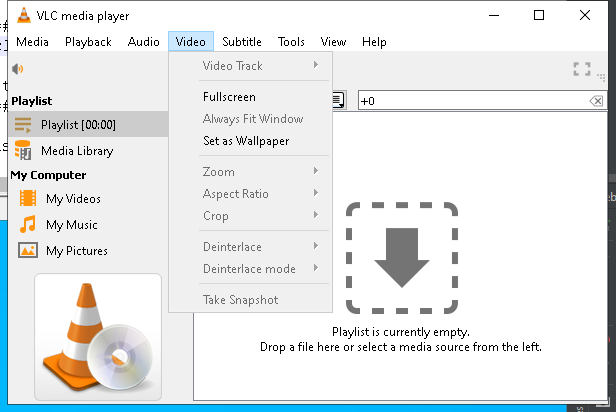 VLC media player
Media Playback Audio Video Subtitle Tools View Help
Playlist
Playlist [00:00]
Media Library
My Computer
My Videos
My Music
My Pictures
Video Track
Fullscreen
Always Fit Window
Set as Wallpaper
Zoom
Aspect Ratio
Crop
Deinterlace
Deinterlace mode
Take Snapshot
+0
Playlist is currently empty.
Drop a file here or select a media source from the left.